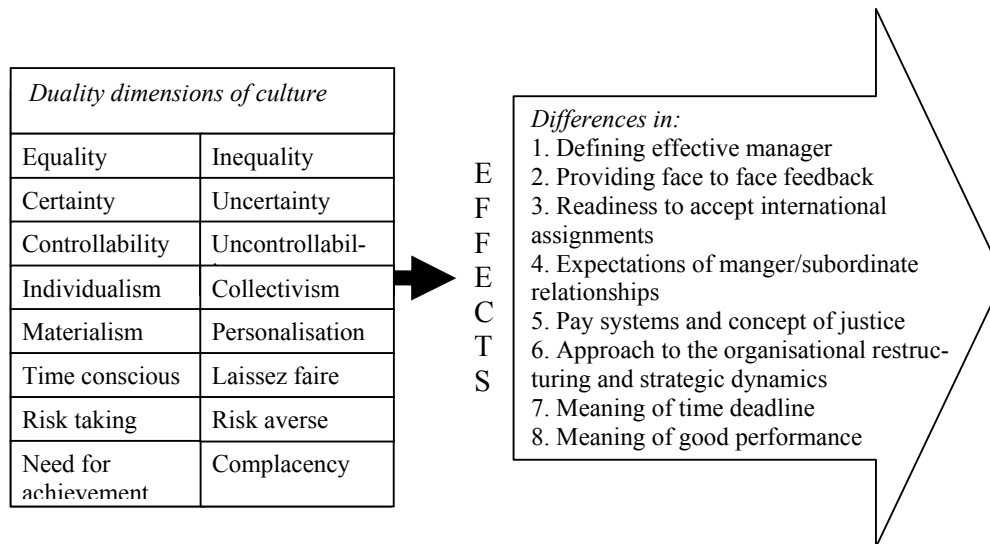 Duality dimensions of culture
Equality Inequality
Certainty Uncertainty
Controllability Uncontrollabil-
Individualism Collectivism
Materialism Personalisation
Time conscious Laissez faire
Risk taking Risk averse
Need for achievement Complacency
EFFECTS
Differences in:
1. Defining effective manager
2. Providing face to face feedback
3. Readiness to accept international
assignments
4. Expectations of manger/subordinate
relationships
5. Pay systems and concept of justice
6. Approach to the organisational restruc-
turing and strategic dynamics
7. Meaning of time deadline
8. Meaning of good performance